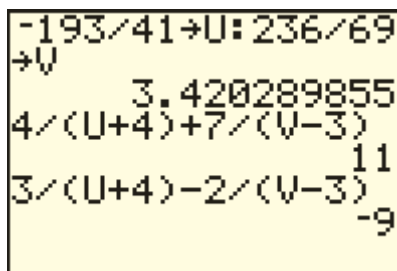 -193/41→U:236/69
→V
3.420289855
4/(U+4)+7/(V-3)
11
3/(U+4)-2/(V-3)
-9